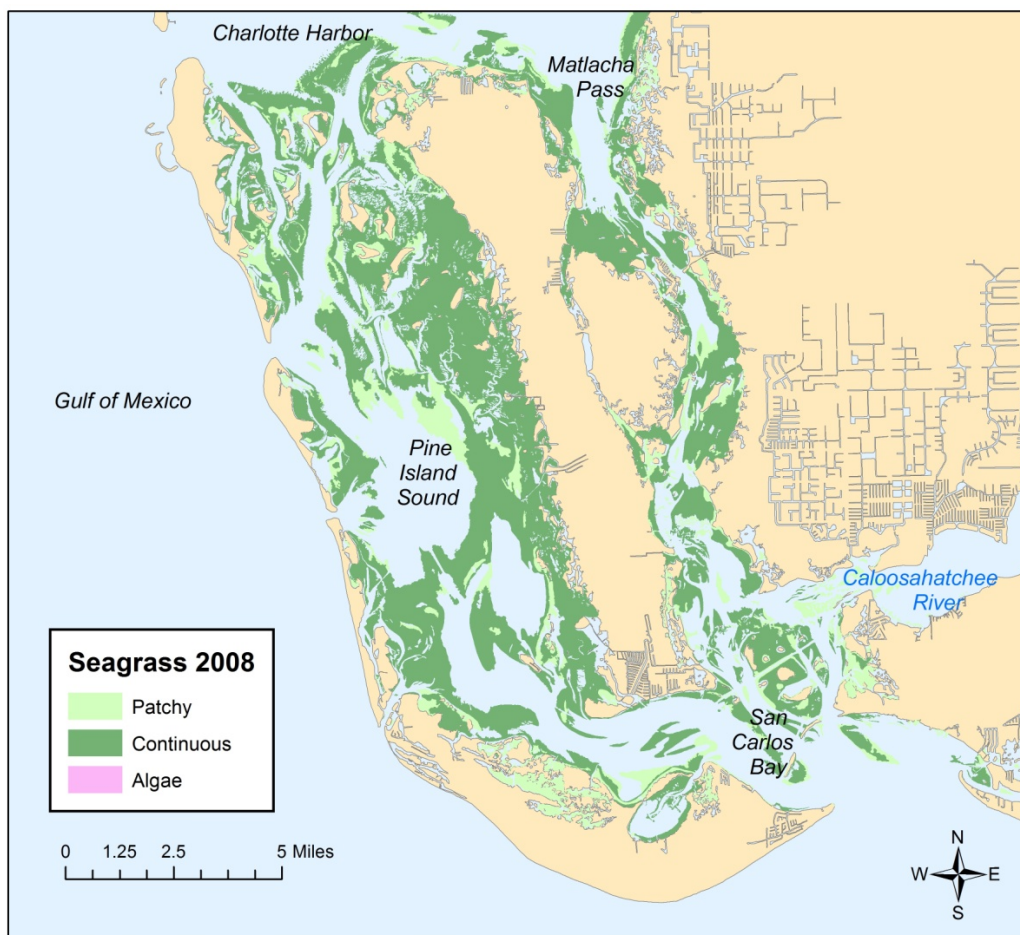 Charlotte Harbor
Matlacha
Pass
Gulf of Mexico
Pine
Island
Sound
Caloosahatchee
River
San
Carlos
Bay
Seagrass 2008
Patchy
Continuous
Algae
0 1.25 2.5 5 Miles
N
W E
S